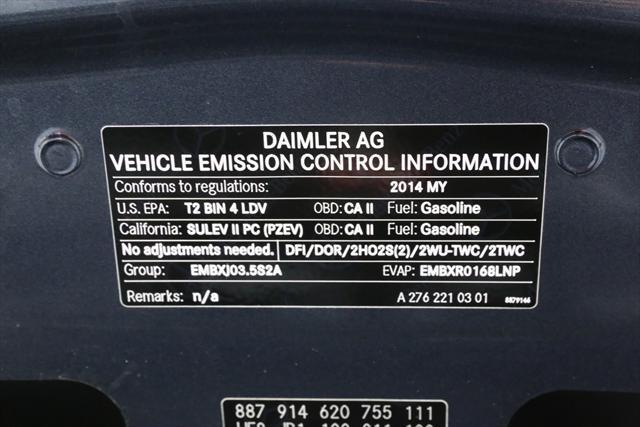 DAIMLER AG
VEHICLE EMISSION CONTROL INFORMATION
Conforms to regulations: 2014 MY
U.S. EPA: T2 BIN 4 LDV OBD: CA II Fuel: Gasoline
California: SULEV II PC (PZEV) OBD: CA II Fuel: Gasoline
No adjustments needed. DFI/DOR/2HO2S(2)/2WU-TWC/2TWC
Group: EMBXJ03.5S2A EVAP: EMBXR0168LNP
Remarks: n/a A 276 221 03 01 8879146
887 914 620 755 111